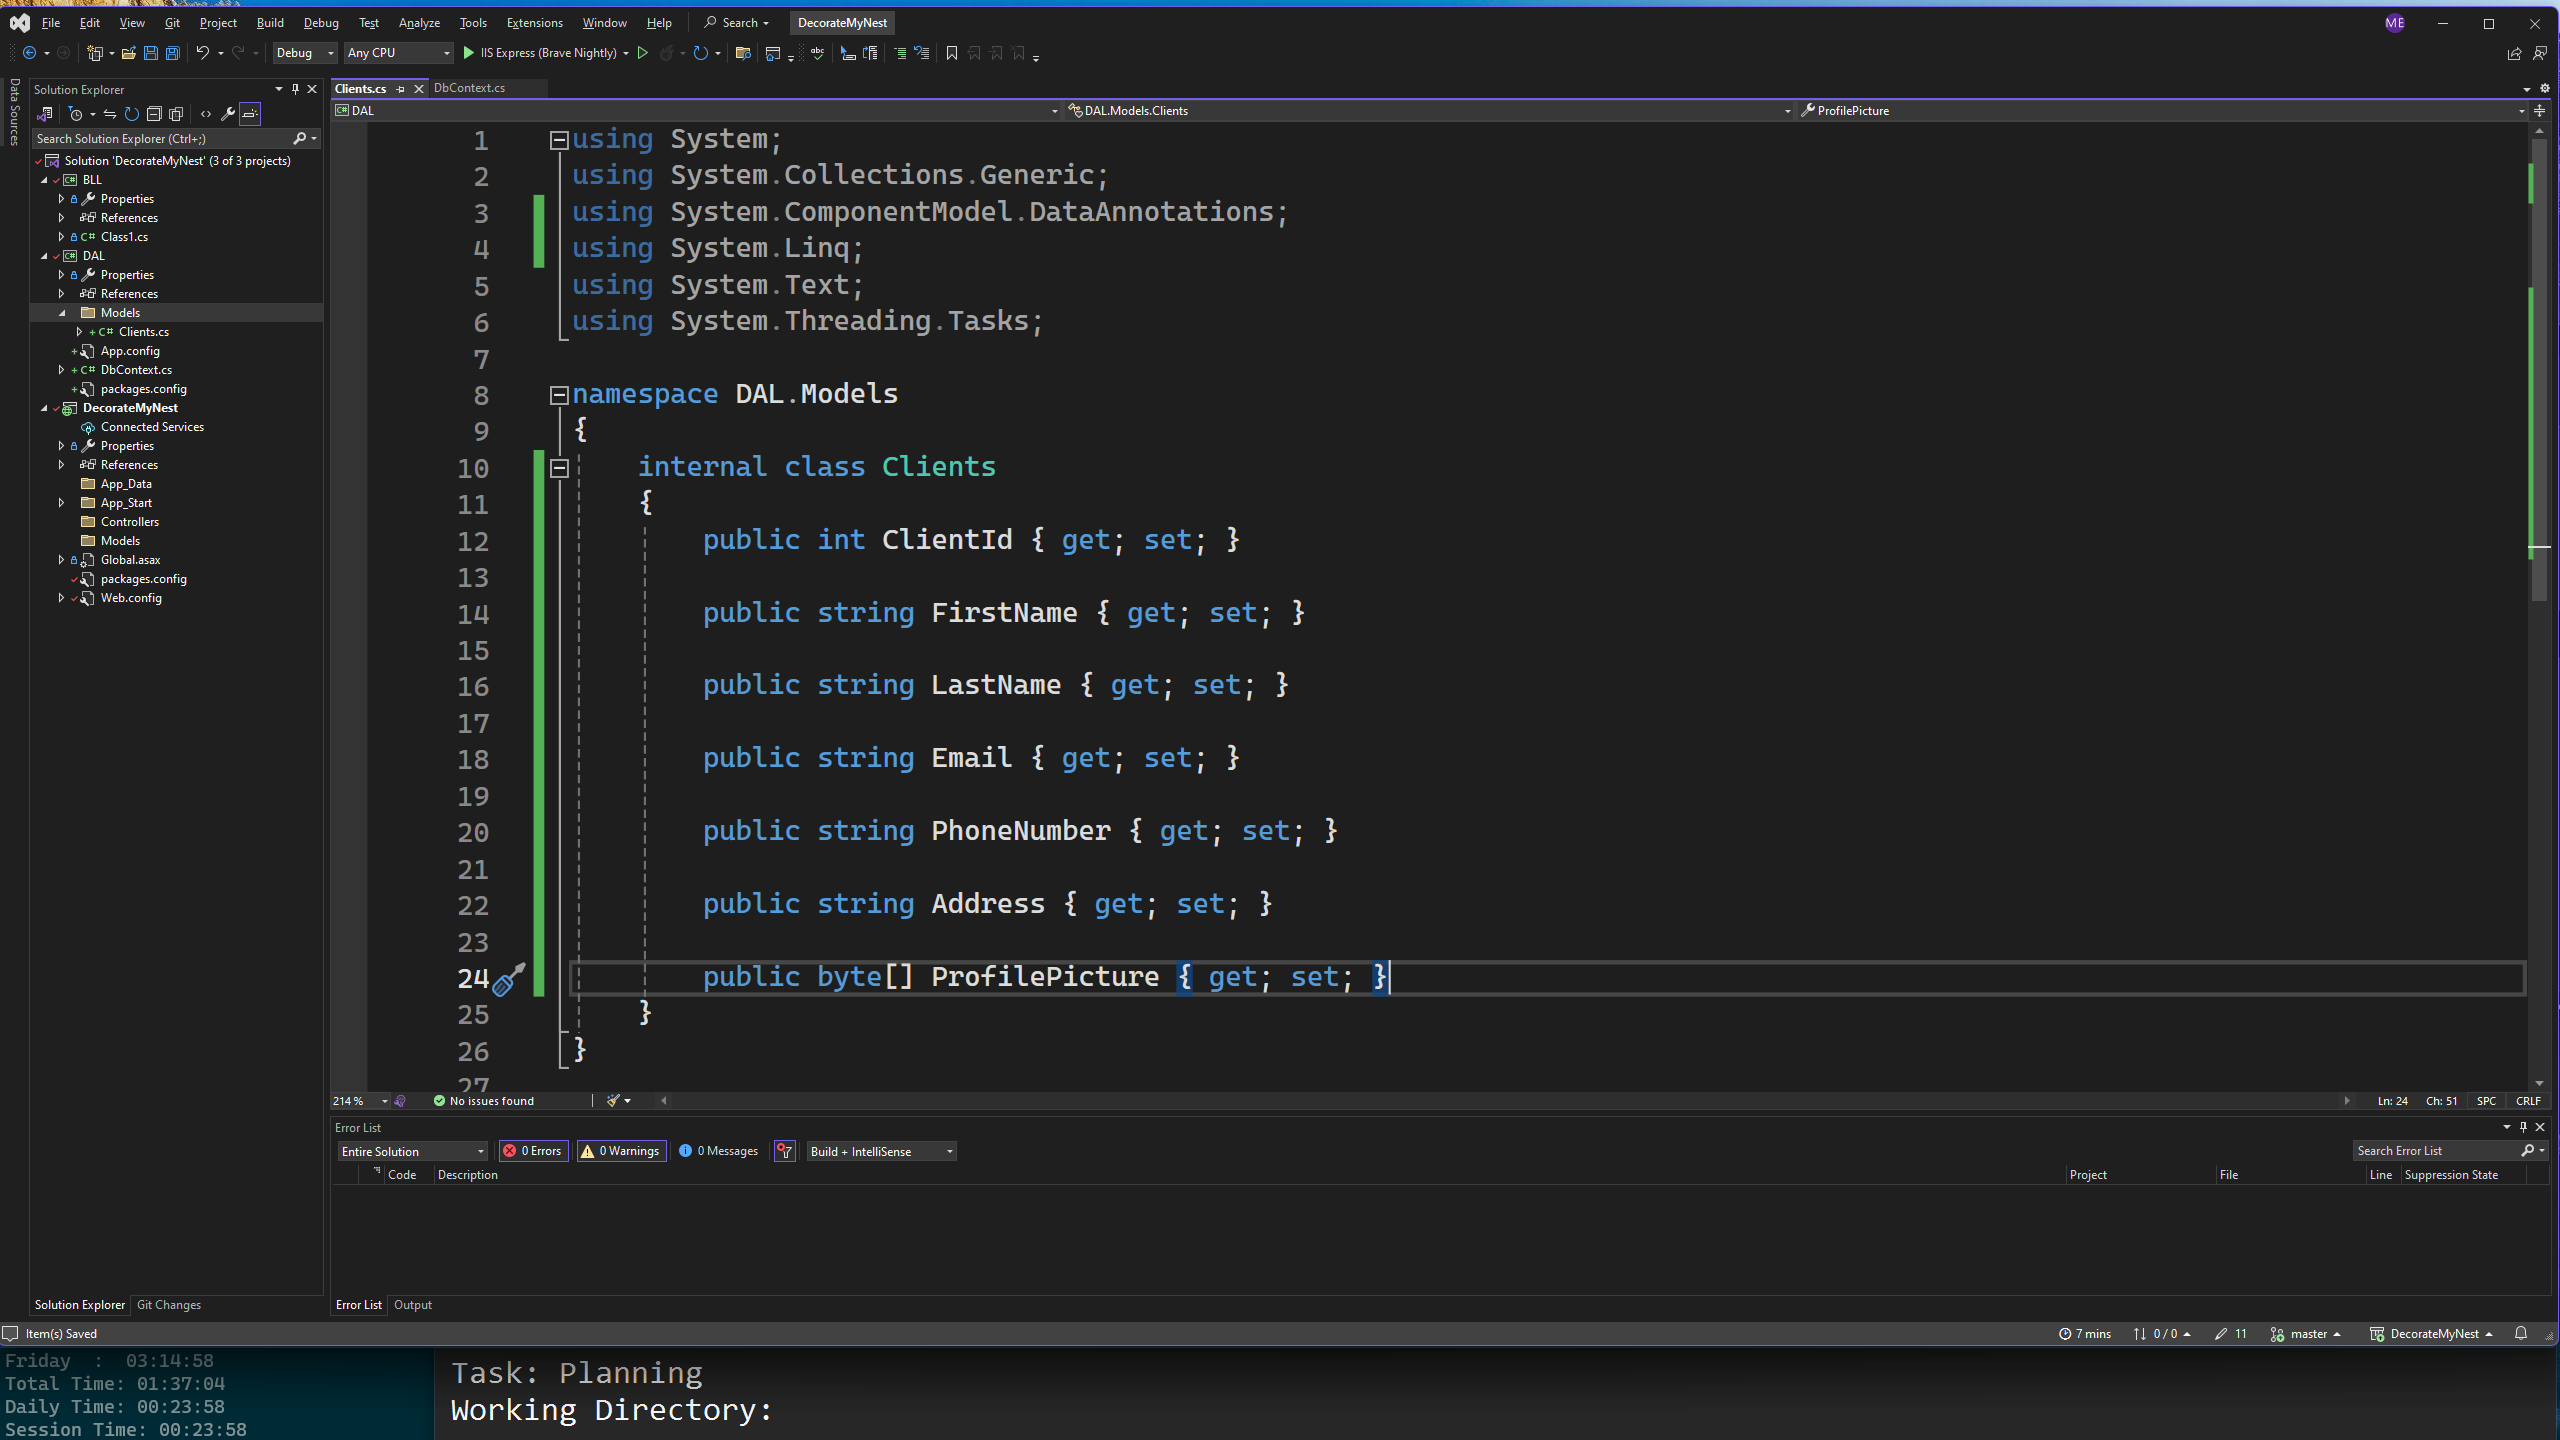 File Edit View Git Project Build Debug Test Analyze Tools Extensions Window Help Search DecorateMyNest ME
Debug Any CPU IIS Express (Brave Nightly) abc
Data Sources
Solution Explorer
Search Solution Explorer (Ctrl+;)
Solution 'DecorateMyNest' (3 of 3 projects)
BLL
Properties
References
C# Class1.cs
DAL
Properties
References
Models
C# Clients.cs
App.config
C# DbContext.cs
packages.config
DecorateMyNest
Connected Services
Properties
References
App_Data
App_Start
Controllers
Models
Global.asax
packages.config
Web.config
Solution Explorer Git Changes
Clients.cs DbContext.cs
DAL DAL.Models.Clients ProfilePicture
1 using System;
2 using System.Collections.Generic;
3 using System.ComponentModel.DataAnnotations;
4 using System.Linq;
5 using System.Text;
6 using System.Threading.Tasks;
7
8 namespace DAL.Models
9 {
10 internal class Clients
11 {
12 public int ClientId { get; set; }
13
14 public string FirstName { get; set; }
15
16 public string LastName { get; set; }
17
18 public string Email { get; set; }
19
20 public string PhoneNumber { get; set; }
21
22 public string Address { get; set; }
23
24 public byte[] ProfilePicture { get; set; }
25 }
26 }
27
214 % No issues found Ln: 24 Ch: 51 SPC CRLF
Error List
Entire Solution 0 Errors 0 Warnings 0 Messages Build + IntelliSense Search Error List
Code Description Project File Line Suppression State
Error List Output
Item(s) Saved 7 mins 0 / 0 11 master DecorateMyNest
Friday : 03:14:58
Total Time: 01:37:04
Daily Time: 00:23:58
Session Time: 00:23:58
Task: Planning
Working Directory: